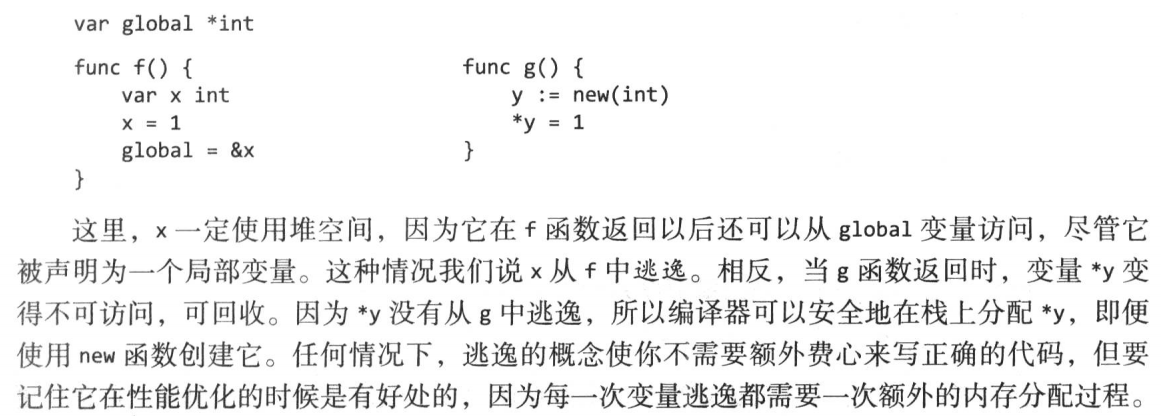 var global *int
func f() {
var x int
x = 1
global = &x
}
func g() {
y := new(int)
*y = 1
}
这里，x 一定使用堆空间，因为它在 f 函数返回以后还可以从 global 变量访问，尽管它
被声明为一个局部变量。这种情况我们说 x 从 f 中逃逸。相反，当 g 函数返回时，变量 *y 变
得不可访问，可回收。因为 *y 没有从 g 中逃逸，所以编译器可以安全地在栈上分配 *y，即便
使用 new 函数创建它。任何情况下，逃逸的概念使你不需要额外费心来写正确的代码，但要
记住它在性能优化的时候是有好处的，因为每一次变量逃逸都需要一次额外的内存分配过程。